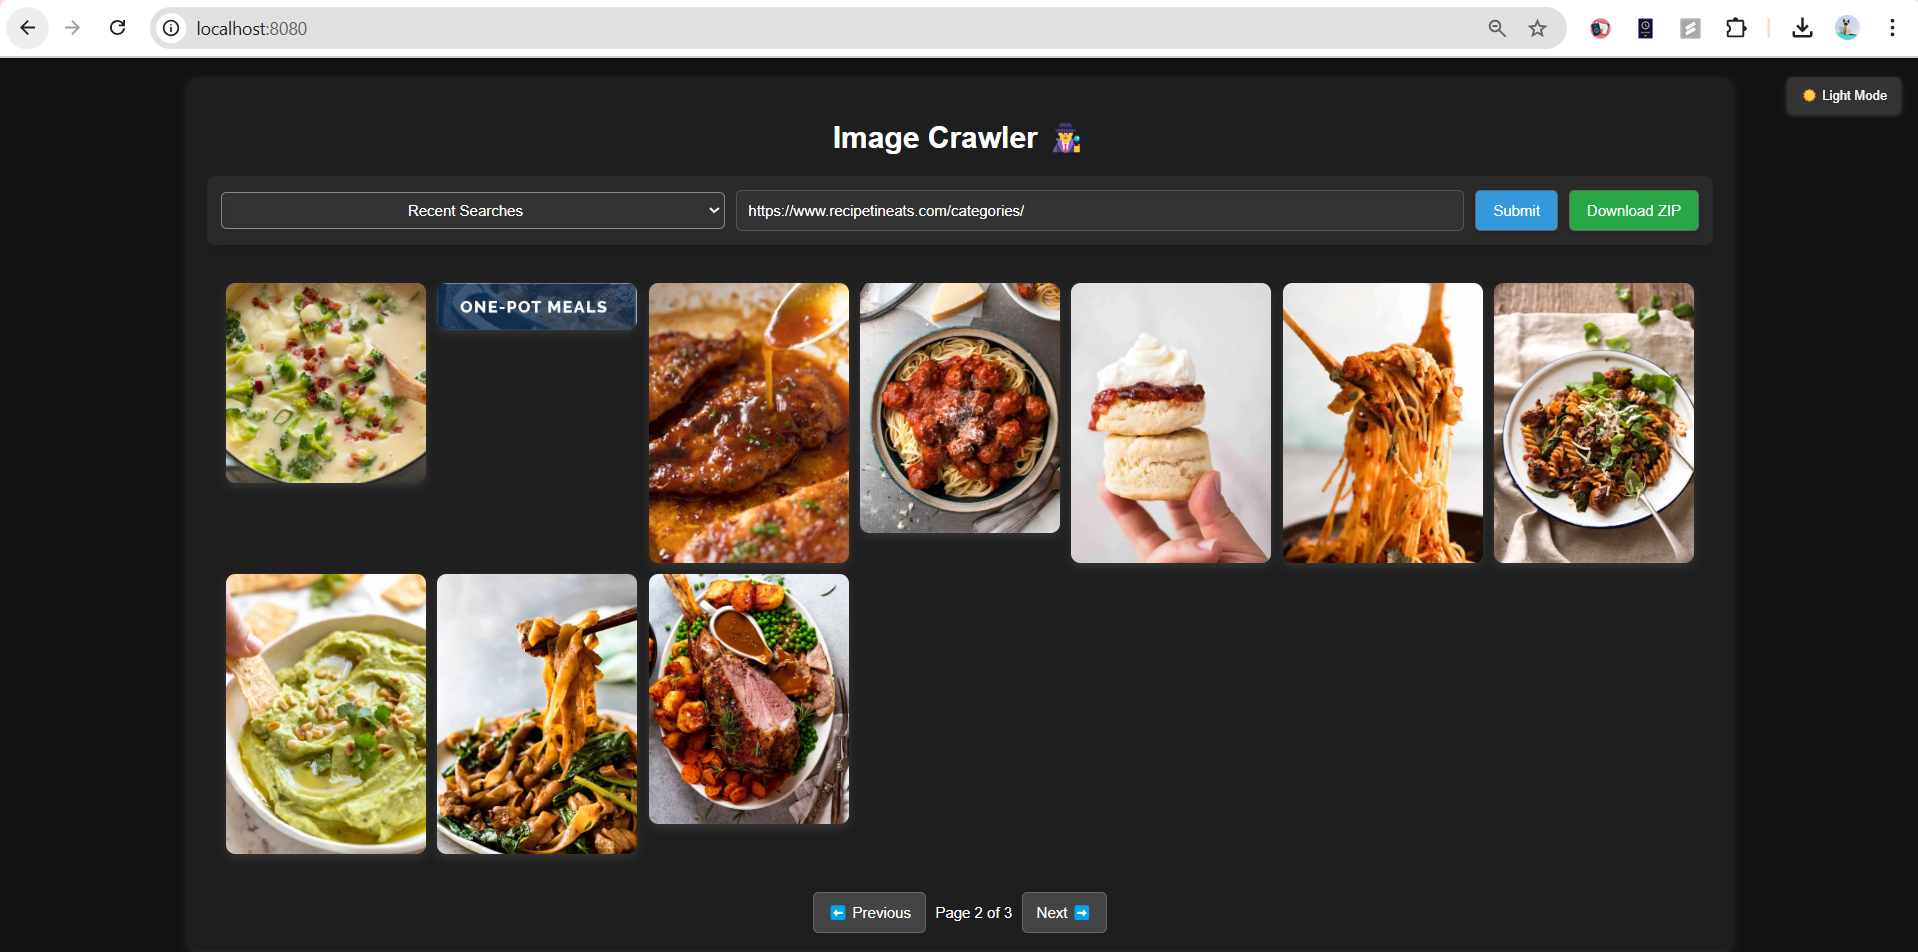 localhost:8080
Light Mode
Image Crawler
Recent Searches
https://www.recipetineats.com/categories/
Submit
Download ZIP
ONE-POT MEALS
Previous
Page 2 of 3
Next